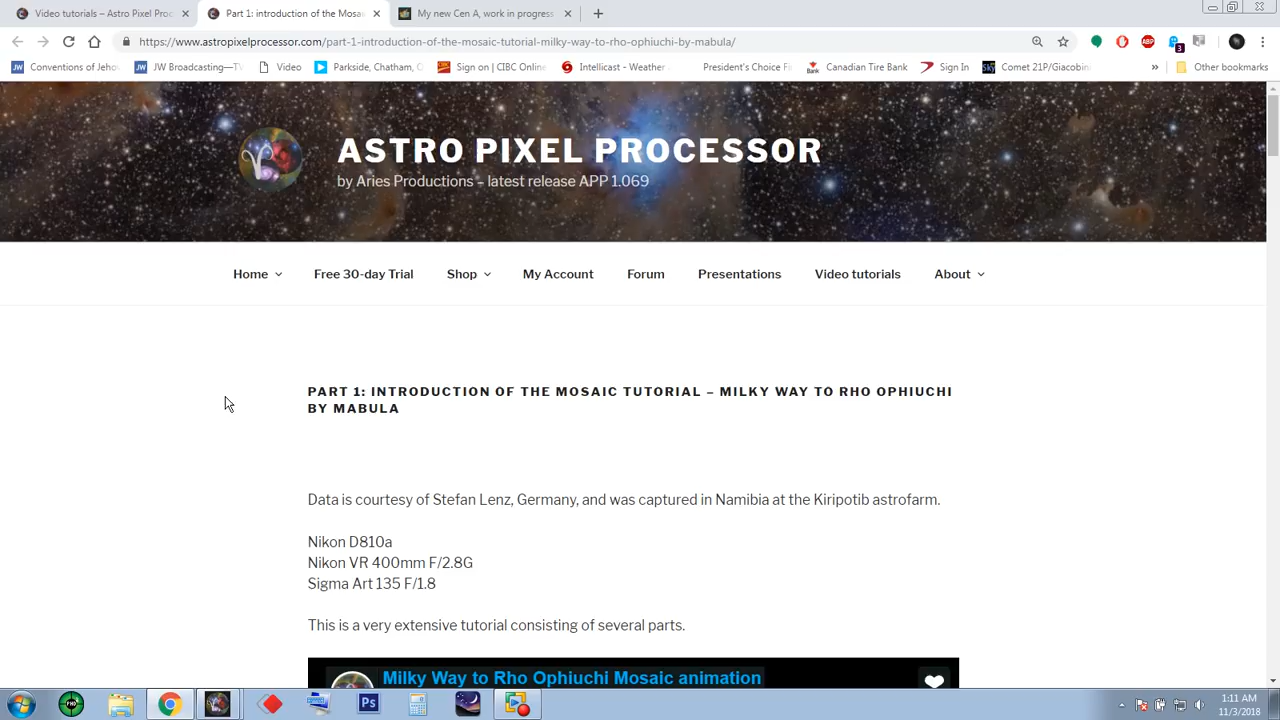 Video tutorials – Astro Pixel Proc
Part 1: introduction of the Mosai
My new Cen A, work in progress
https://www.astropixelprocessor.com/part-1-introduction-of-the-mosaic-tutorial-milky-way-to-rho-ophiuchi-by-mabula/
ABP
3
JW Conventions of Jeho
JW JW Broadcasting—T
Video
Parkside, Chatham, O
Sign on | CIBC Online
Intellicast - Weather
President's Choice Fi
Canadian Tire Bank
Sign In
Comet 21P/Giacobin
»
Other bookmarks
ASTRO PIXEL PROCESSOR
by Aries Productions – latest release APP 1.069
Home
Free 30-day Trial
Shop
My Account
Forum
Presentations
Video tutorials
About
PART 1: INTRODUCTION OF THE MOSAIC TUTORIAL – MILKY WAY TO RHO OPHIUCHI
BY MABULA
Data is courtesy of Stefan Lenz, Germany, and was captured in Namibia at the Kiripotib astrofarm.
Nikon D810a
Nikon VR 400mm F/2.8G
Sigma Art 135 F/1.8
This is a very extensive tutorial consisting of several parts.
Milky Way to Rho Ophiuchi Mosaic animation
Ps
1:11 AM
11/3/2018